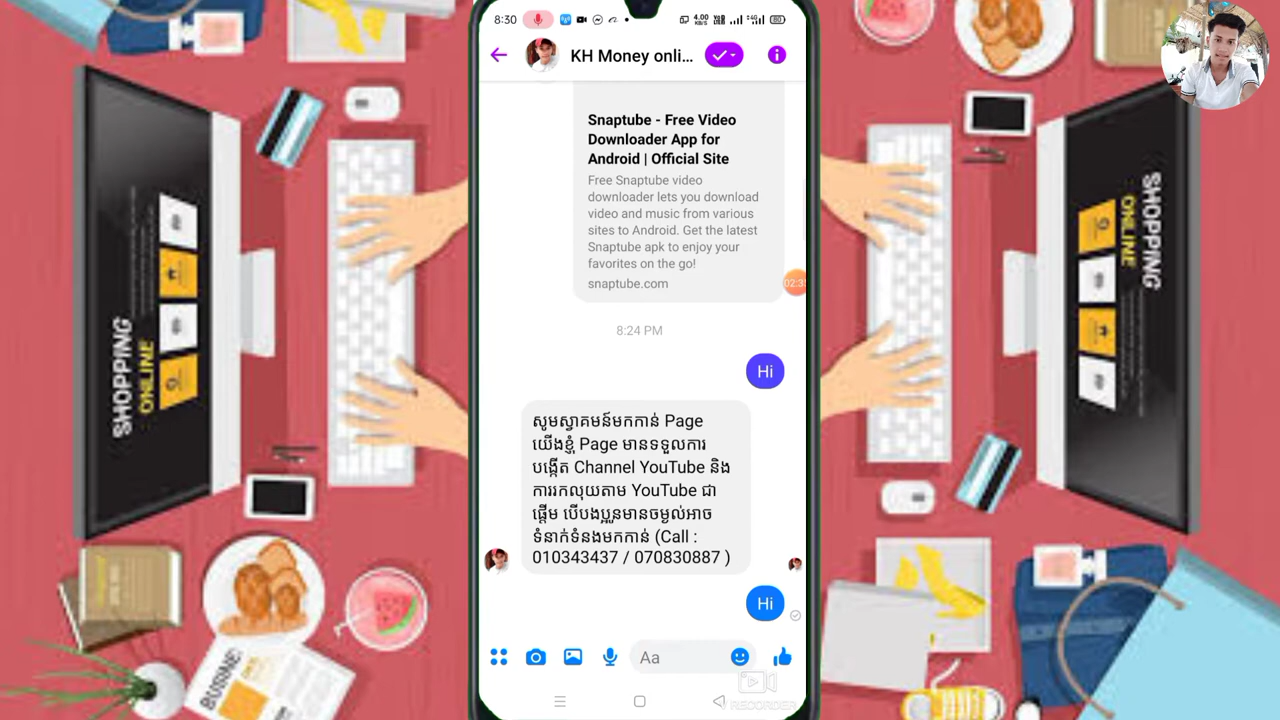 8:30
4.00
KB/S
80
KH Money onli...
Snaptube - Free Video
Downloader App for
Android | Official Site
Free Snaptube video
downloader lets you download
video and music from various
sites to Android. Get the latest
Snaptube apk to enjoy your
favorites on the go!
snaptube.com
8:24 PM
Hi
សូមស្វាគមន៍មកកាន់ Page
យើងខ្ញុំ Page មានទទួលការ
បង្កើត Channel YouTube និង
ការរកលុយតាម YouTube ជា
ផ្តើម បើបងប្អូនមានចម្ងល់អាច
ទំនាក់ទំនងមកកាន់ (Call :
010343437 / 070830887 )
Hi
Aa
RECORDER
SHOPPING
ONLINE
SHOPPING
ONLINE